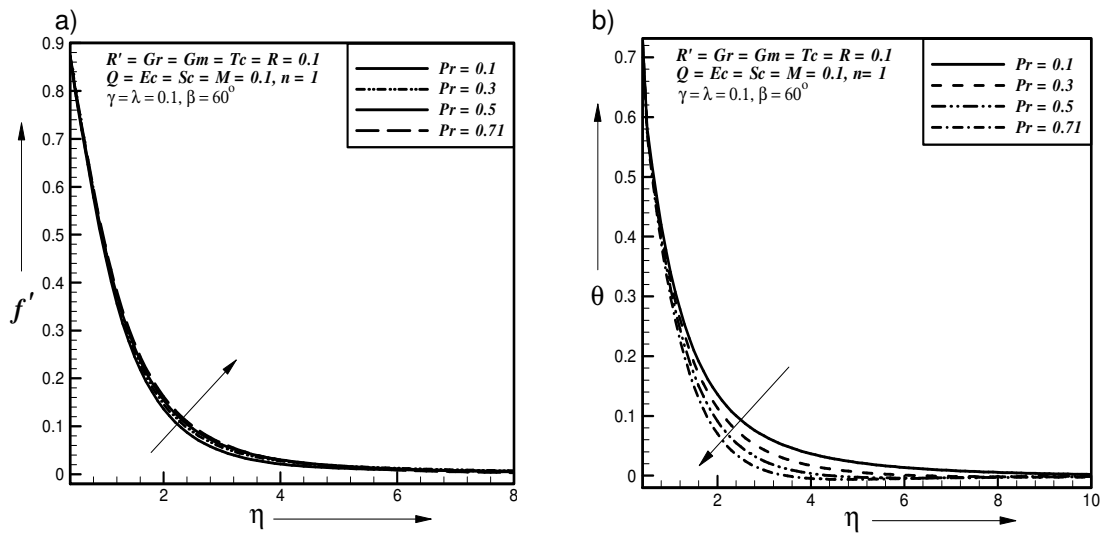 a)
R' = Gr = Gm = Tc = R = 0.1
Q = Ec = Sc = M = 0.1, n = 1
γ = λ = 0.1, β = 60°
Pr = 0.1
Pr = 0.3
Pr = 0.5
Pr = 0.71
0.9
0.8
0.7
0.6
0.5
0.4
0.3
0.2
0.1
0
f'
2
4
6
8
η
b)
R' = Gr = Gm = Tc = R = 0.1
Q = Ec = Sc = M = 0.1, n= 1
γ = λ = 0.1, β = 60°
Pr = 0.1
Pr = 0.3
Pr = 0.5
Pr = 0.71
0.7
0.6
0.5
0.4
0.3
0.2
0.1
0
θ
2
4
6
8
10
η